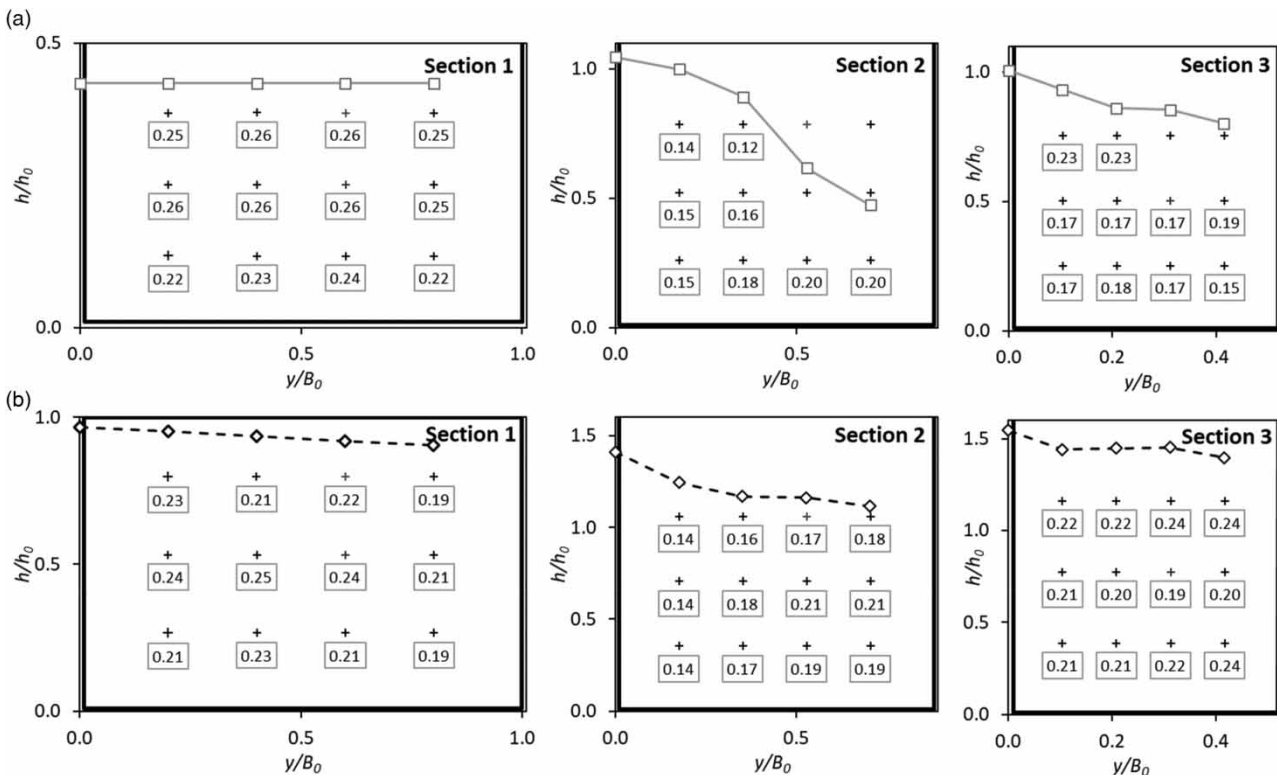 (a)
0.5
Section 1
0.25 0.26 0.26 0.25
0.26 0.26 0.26 0.25
0.22 0.23 0.24 0.22
0.0
h/h0
0.0 0.5 1.0
y/B0
Section 2
1.0
0.14 0.12
0.5
0.15 0.16
0.15 0.18 0.20 0.20
0.0
h/h0
0.0 0.5
y/B0
Section 3
1.0
0.23 0.23
0.5
0.17 0.17 0.17 0.19
0.17 0.18 0.17 0.15
0.0
h/h0
0.0 0.2 0.4
y/B0
(b)
1.0
Section 1
0.23 0.21 0.22 0.19
0.5
0.24 0.25 0.24 0.21
0.21 0.23 0.21 0.19
0.0
h/h0
0.0 0.5 1.0
y/B0
Section 2
1.5
1.0
0.14 0.16 0.17 0.18
0.5
0.14 0.18 0.21 0.21
0.14 0.17 0.19 0.19
0.0
h/h0
0.0 0.5
y/B0
Section 3
1.5
0.22 0.22 0.24 0.24
1.0
0.21 0.20 0.19 0.20
0.5
0.21 0.21 0.22 0.24
0.0
h/h0
0.0 0.2 0.4
y/B0